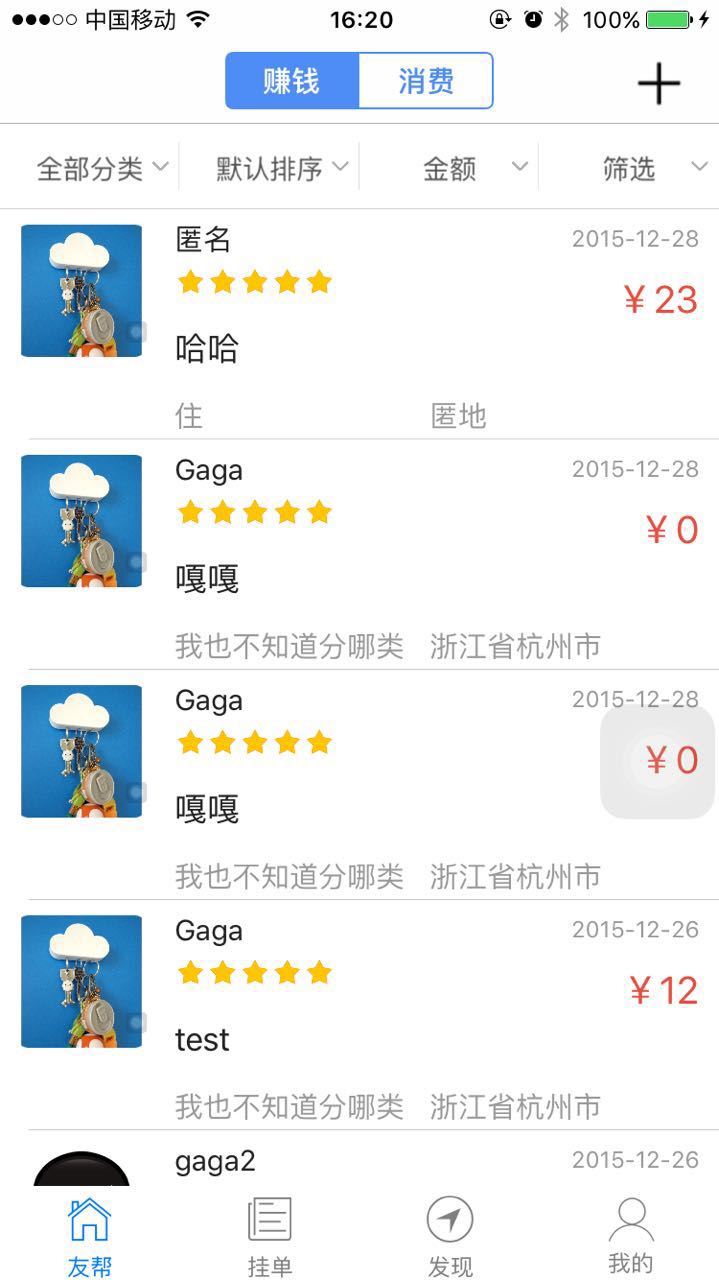 中国移动 16:20 100%
赚钱 消费
全部分类 默认排序 金额 筛选
匿名 2015-12-28
¥23
哈哈
住 匿地
Gaga 2015-12-28
¥0
嘎嘎
我也不知道分哪类 浙江省杭州市
Gaga 2015-12-28
¥0
嘎嘎
我也不知道分哪类 浙江省杭州市
Gaga 2015-12-26
¥12
test
我也不知道分哪类 浙江省杭州市
gaga2 2015-12-26
友帮 挂单 发现 我的